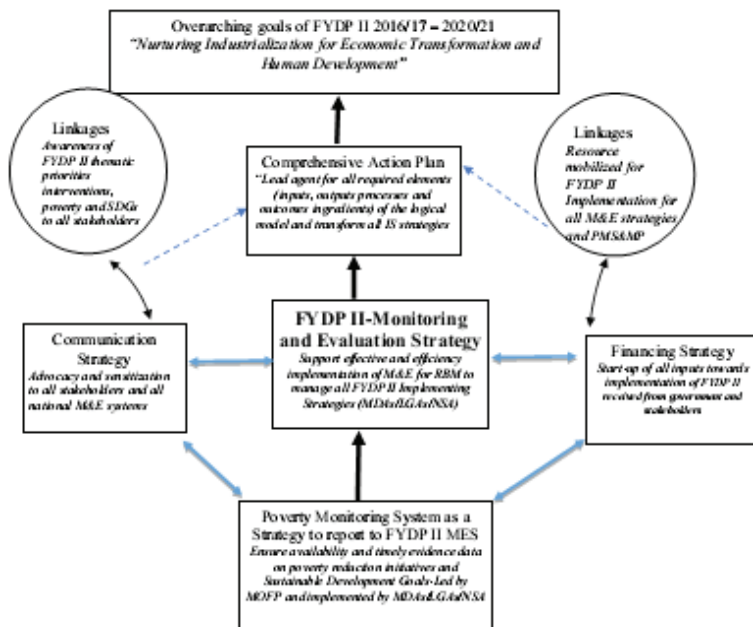 Overarching goals of FYDP II 2016/17 – 2020/21
“Nurturing Industrialization for Economic Transformation and
Human Development”
Linkages
Awareness of
FYDP II thematic
priorities
interventions,
poverty and SDGs
to all stakeholders
Comprehensive Action Plan
“Lead agent for all required elements
(inputs, outputs processes and
outcomes ingredients) of the logical
model and transform all IS strategies
Linkages
Resource
mobilized for
FYDP II
Implementation for
all M&E strategies
and PMS&MP
Communication
Strategy
Advocacy and sensitization
to all stakeholders and all
national M&E systems
FYDP II-Monitoring
and Evaluation Strategy
Support effective and efficiency
implementation of M&E for RBM to
manage all FYDP II Implementing
Strategies (MDAs/LGAs/NSA)
Financing Strategy
Start-up of all inputs towards
implementation of FYDP II
received from government and
stakeholders
Poverty Monitoring System as a
Strategy to report to FYDP II MES
Ensure availability and timely evidence data
on poverty reduction initiatives and
Sustainable Development Goals-Led by
MOFP and implemented by MDAs/LGAs/NSA